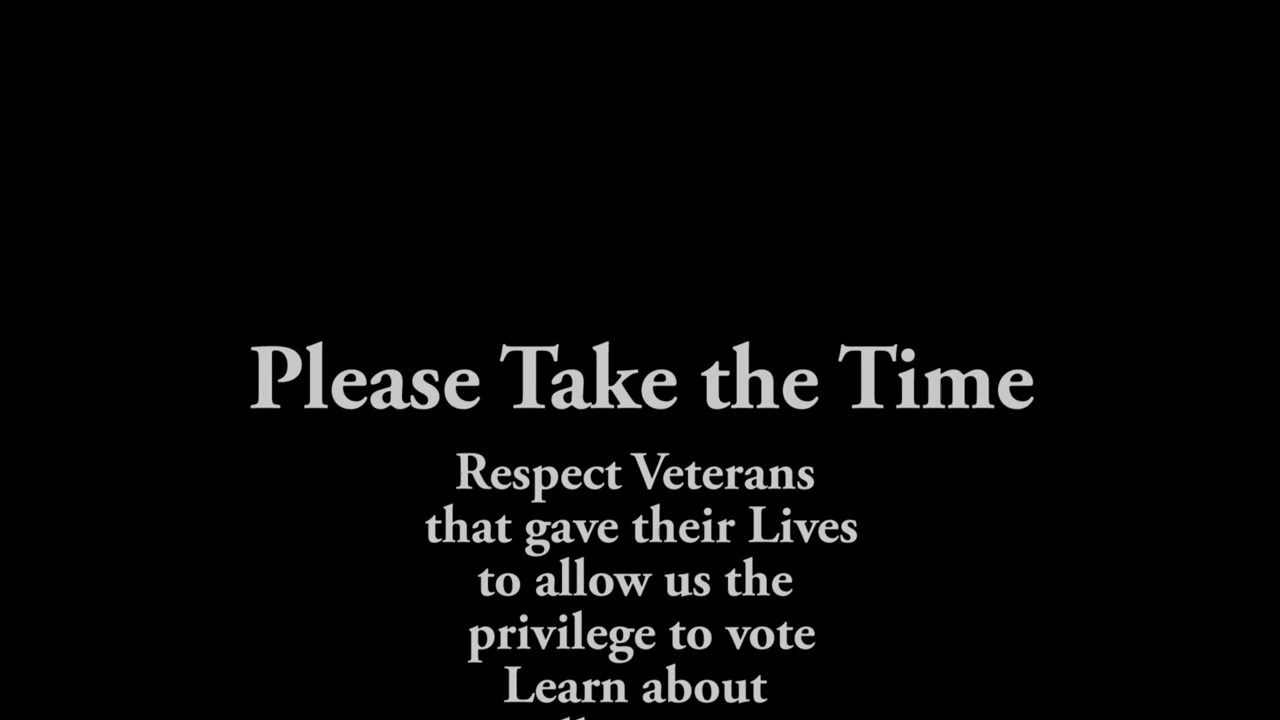 Please Take the Time
Respect Veterans
that gave their Lives
to allow us the
privilege to vote
Learn about